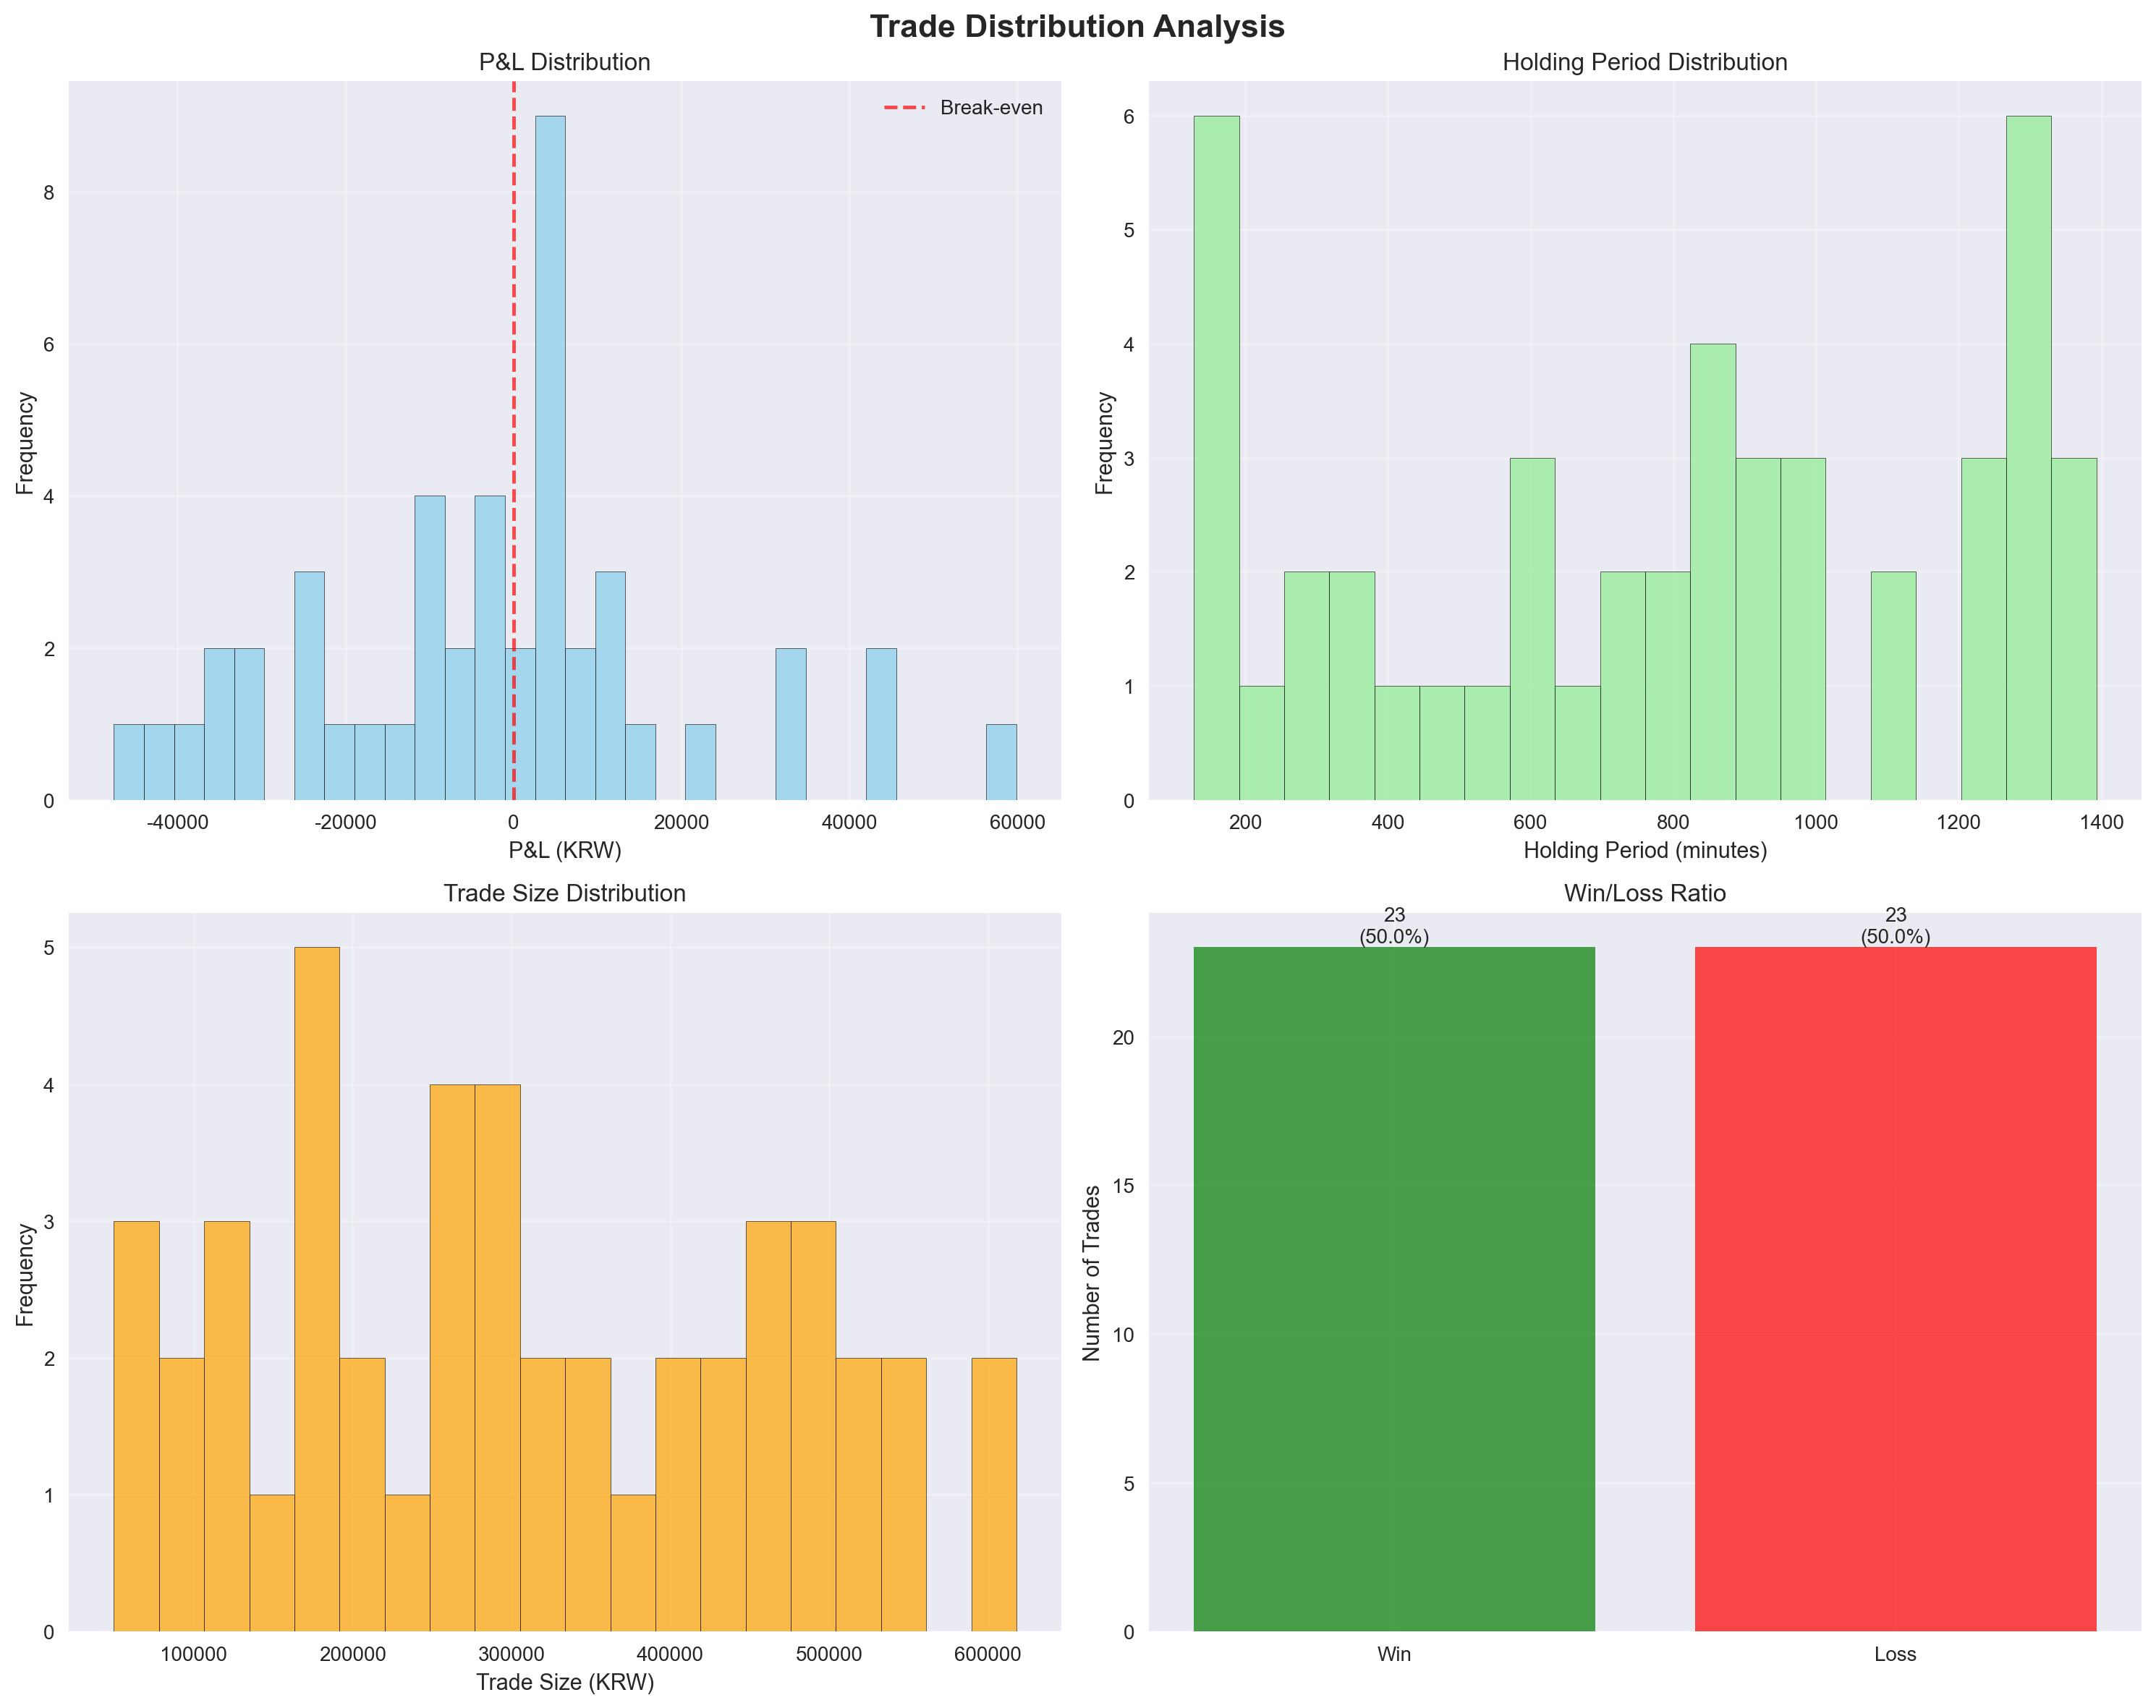 Trade Distribution Analysis
P&L Distribution
Break-even
Frequency
8
6
4
2
0
-40000 -20000 0 20000 40000 60000
P&L (KRW)
Holding Period Distribution
Frequency
6
5
4
3
2
1
0
200 400 600 800 1000 1200 1400
Holding Period (minutes)
Trade Size Distribution
Frequency
5
4
3
2
1
0
100000 200000 300000 400000 500000 600000
Trade Size (KRW)
Win/Loss Ratio
23 23
(50.0%) (50.0%)
Number of Trades
20
15
10
5
0
Win Loss